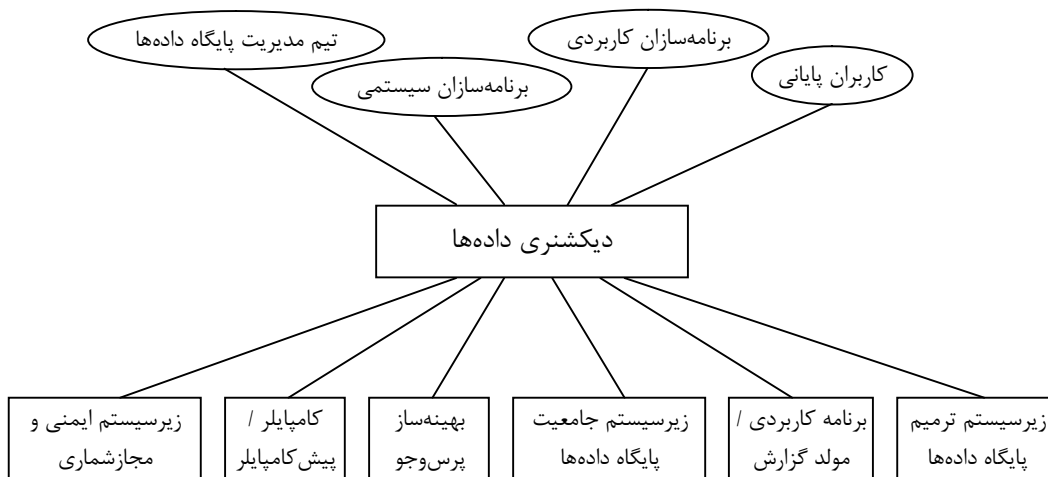 برنامه‌سازان کاربردی
تیم مدیریت پایگاه داده‌ها
کاربران پایانی
برنامه‌سازان سیستمی
دیکشنری داده‌ها
زیرسیستم ترمیم
پایگاه داده‌ها
برنامه کاربردی /
مولد گزارش
زیرسیستم جامعیت
پایگاه داده‌ها
بهینه‌ساز
پرس‌وجو
کامپایلر /
پیش‌کامپایلر
زیرسیستم ایمنی و
مجازشماری